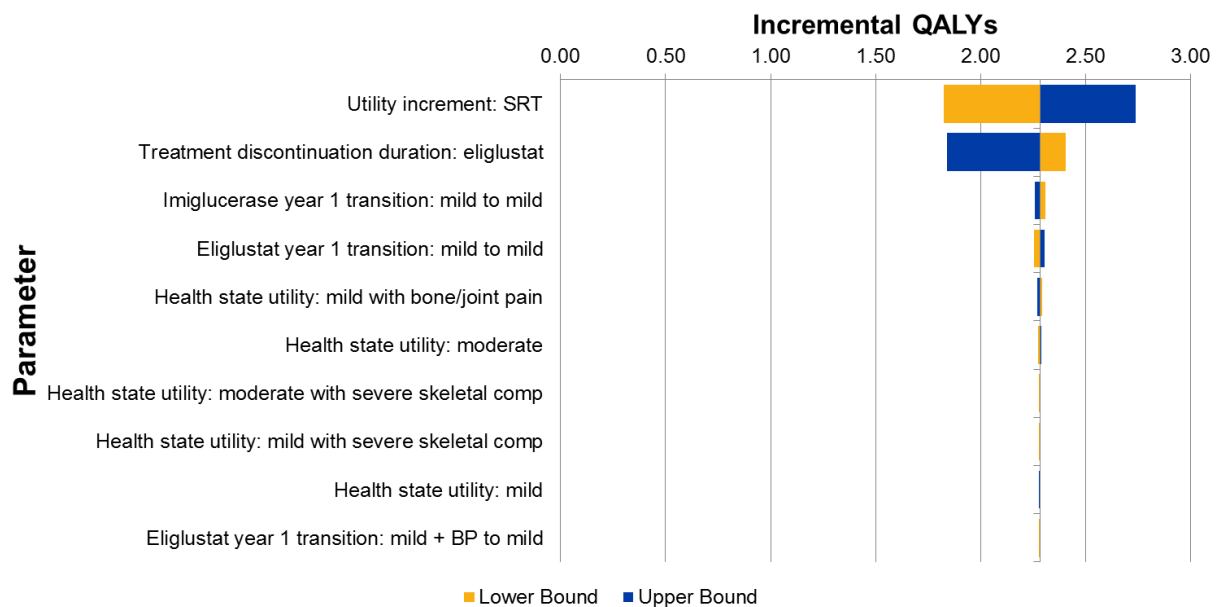 Incremental QALYs
0.00 0.50 1.00 1.50 2.00 2.50 3.00
Parameter
Utility increment: SRT
Treatment discontinuation duration: eliglustat
Imiglucerase year 1 transition: mild to mild
Eliglustat year 1 transition: mild to mild
Health state utility: mild with bone/joint pain
Health state utility: moderate
Health state utility: moderate with severe skeletal comp
Health state utility: mild with severe skeletal comp
Health state utility: mild
Eliglustat year 1 transition: mild + BP to mild
Lower Bound Upper Bound